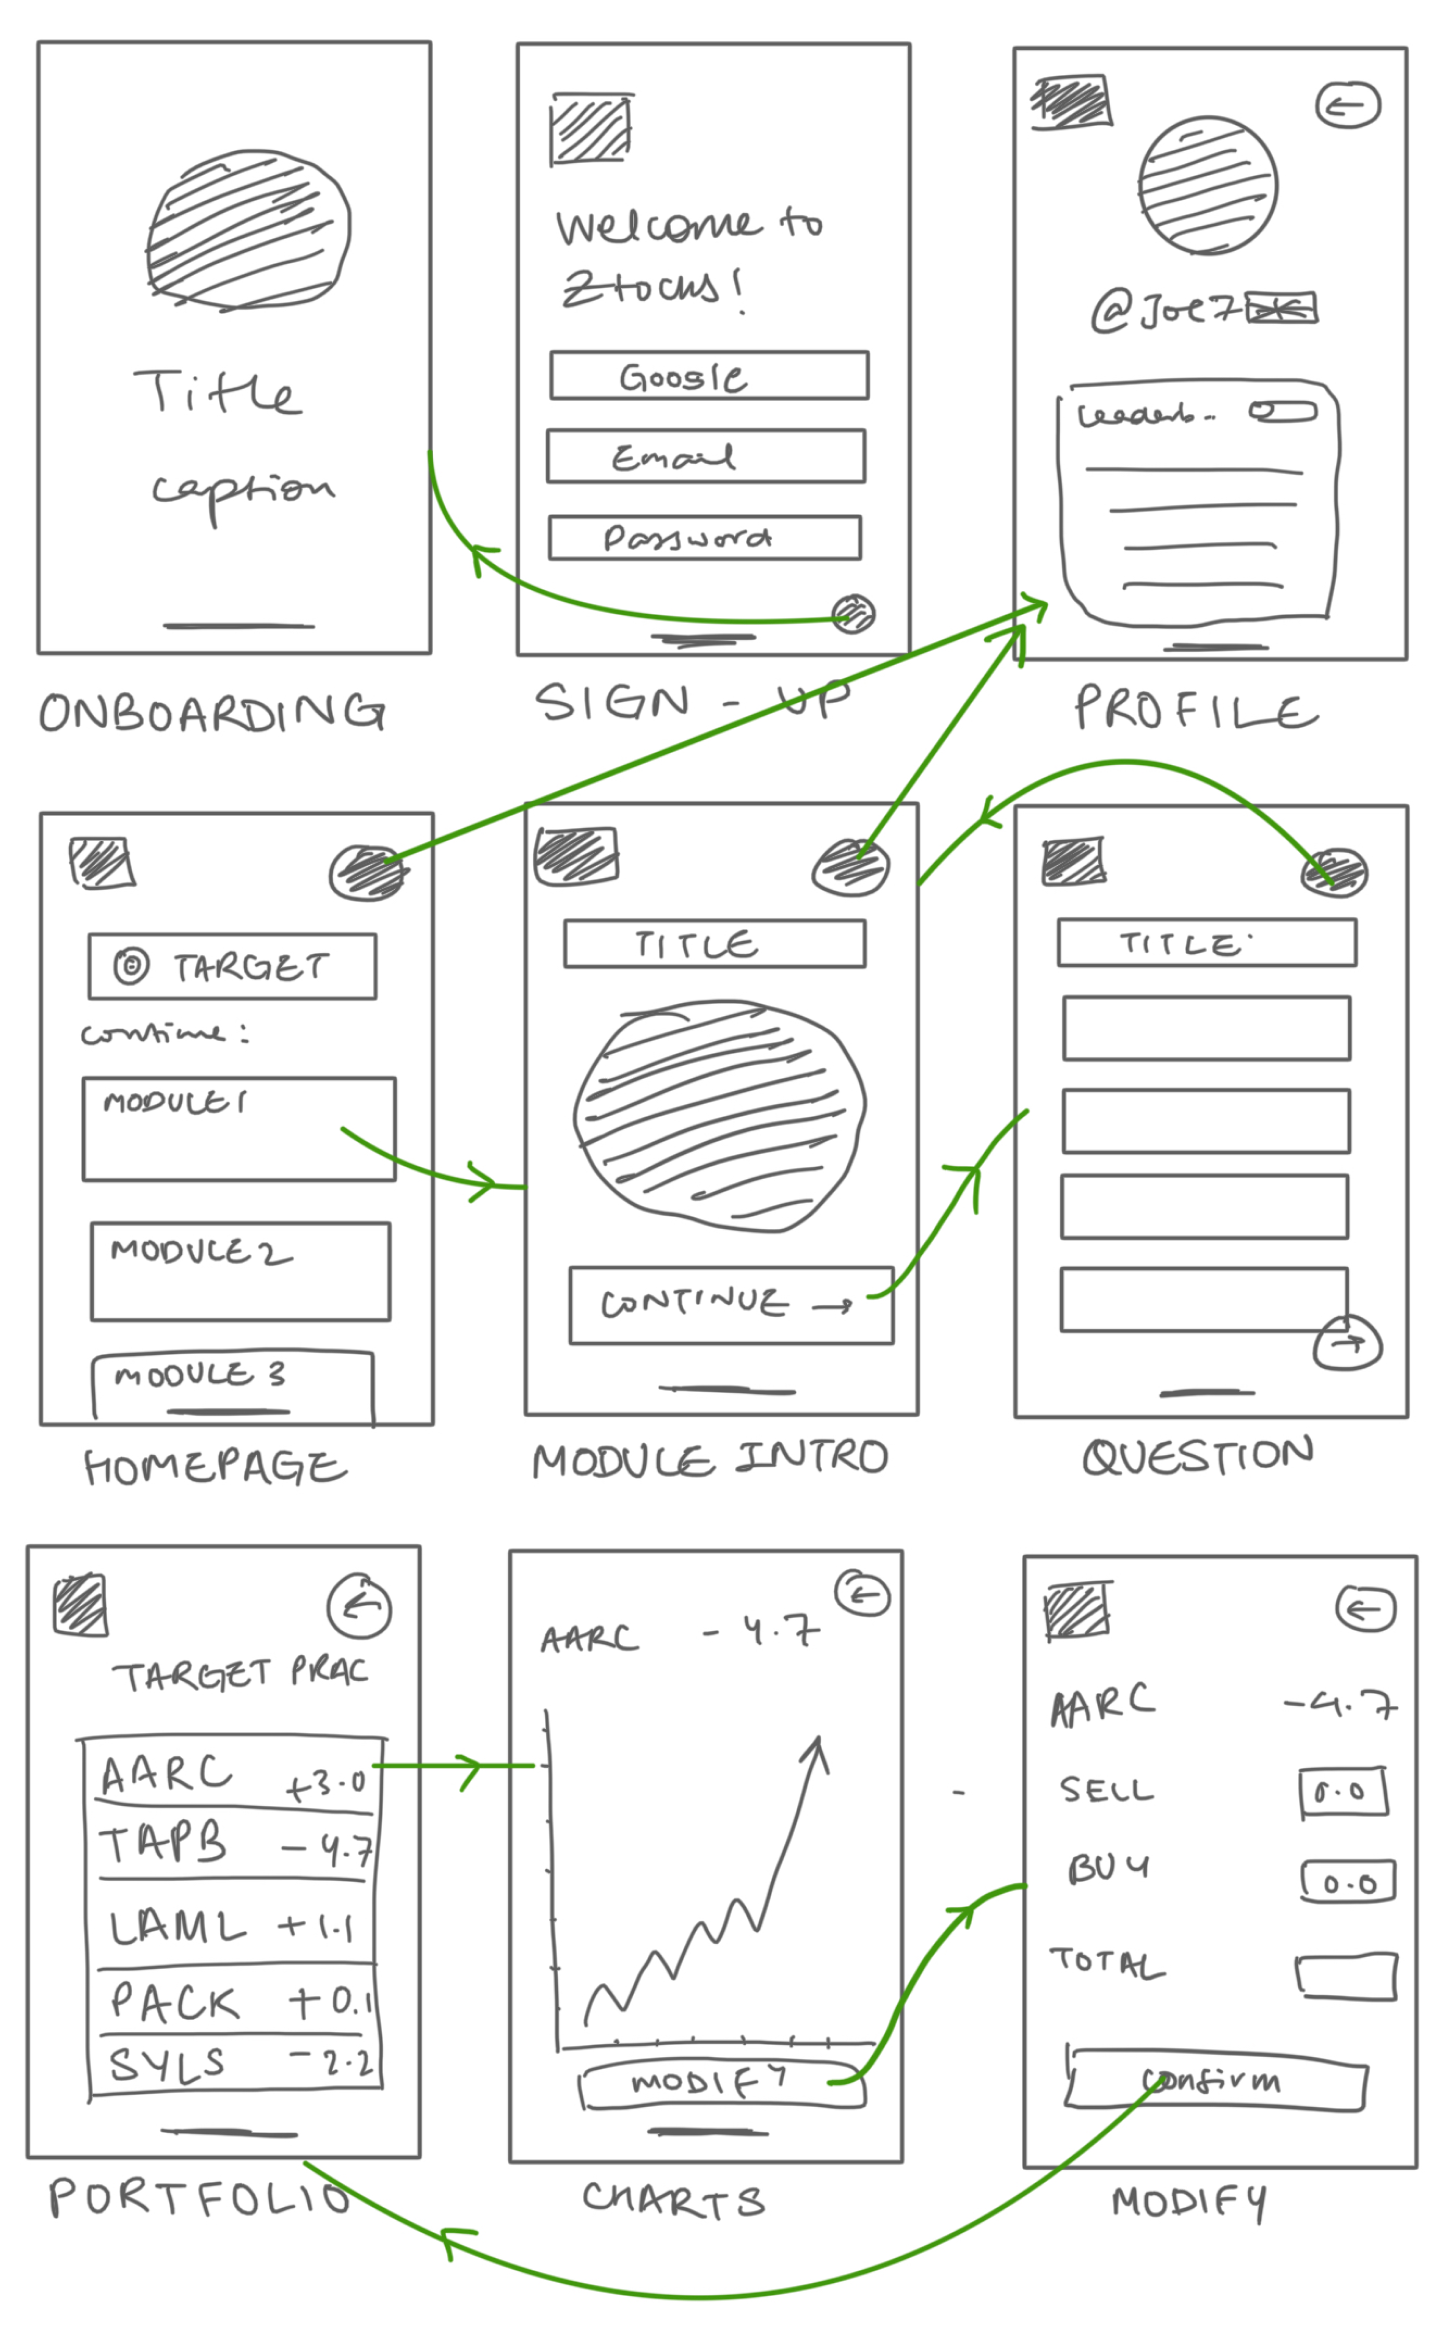 Title
caption
ONBOARDING
Welcome to
Ztocks!
Google
Email
Password
SIGN - UP
@Joe7
Leaderb...
PROFILE
TARGET
continue:
MODULE 1
MODULE 2
MODULE 3
HOMEPAGE
TITLE
CONTINUE →
MODULE INTRO
TITLE:
→
QUESTION
←
TARGET PRAC
AARC +3.0
TAPB -4.7
LAML +1.1
PACK +0.1
SYLS -2.2
PORTFOLIO
←
AARC -4.7
MODIFY
CHARTS
←
AARC -4.7
SELL 0.0
BUY 0.0
TOTAL
Confirm
MODIFY